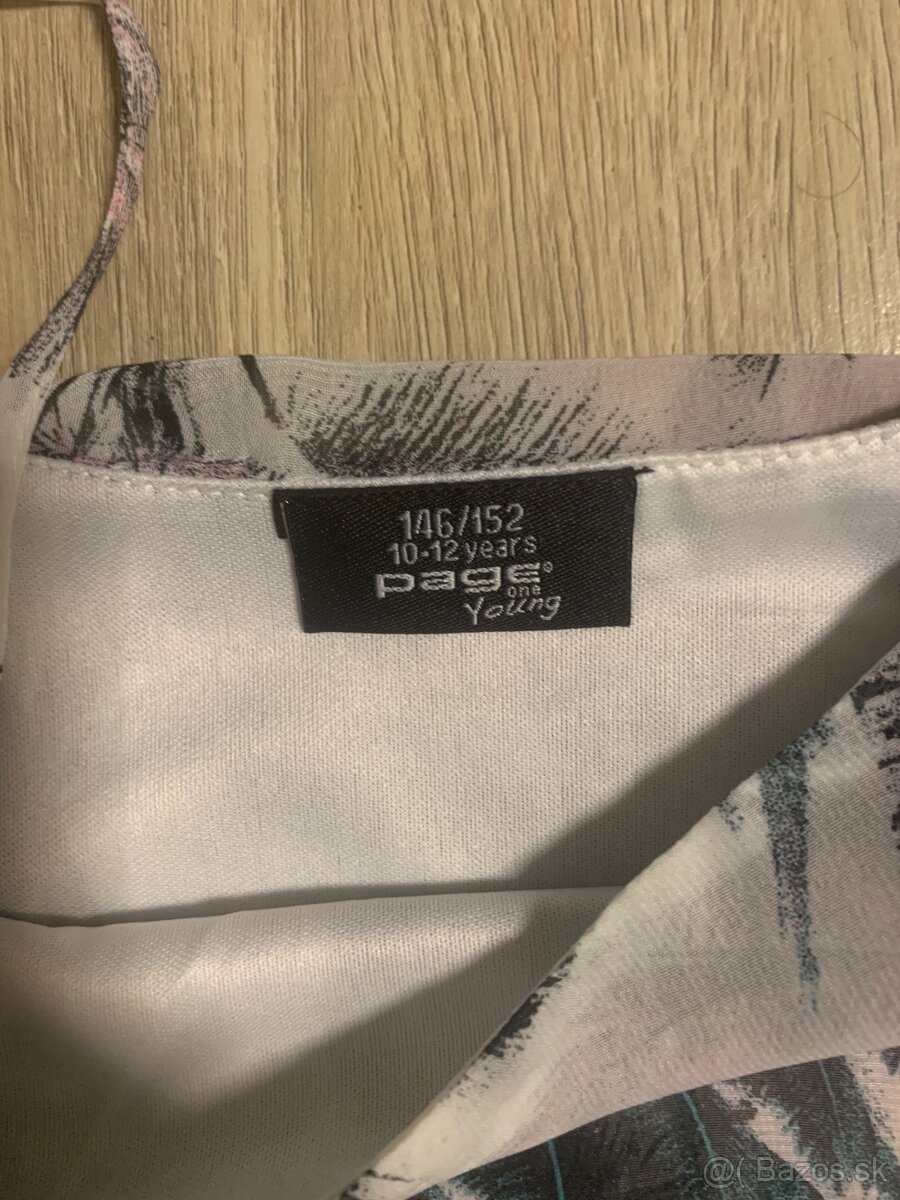 146/152
10-12 years
page®
one
Young
@( Bazos.sk